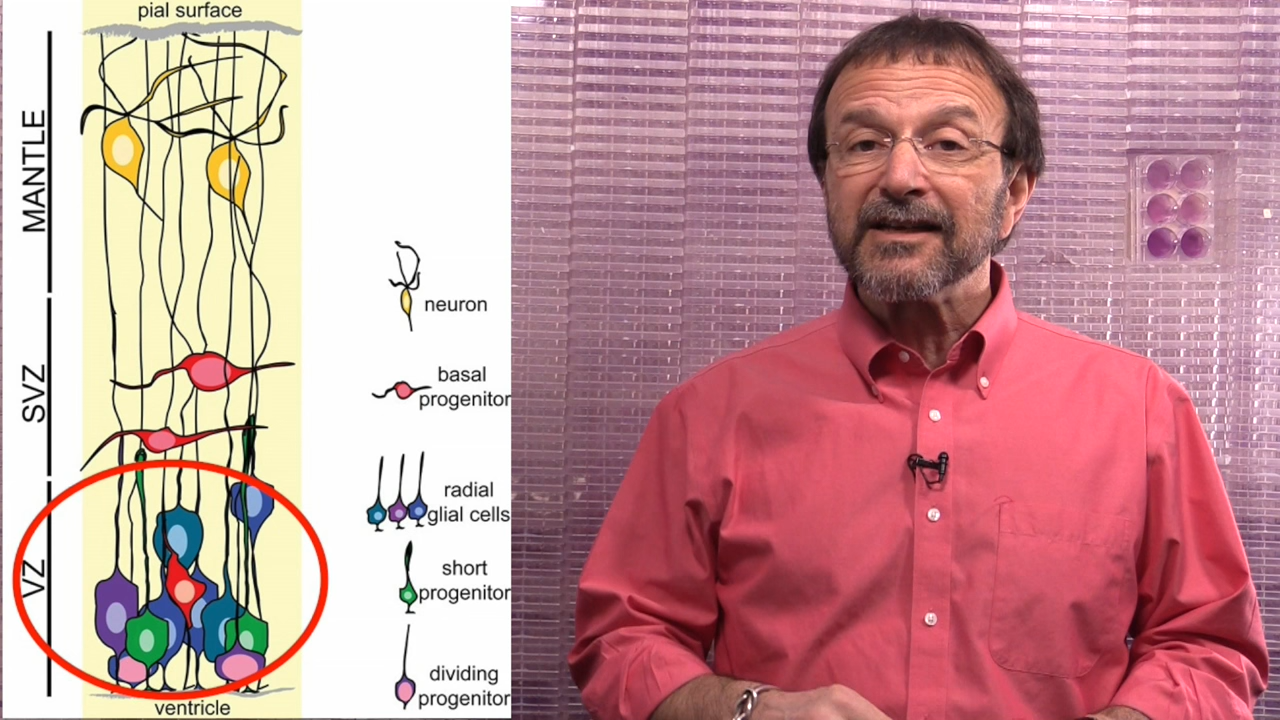 pial surface
MANTLE
SVZ
VZ
neuron
basal
progenitor
radial
glial cells
short
progenitor
dividing
progenitor
ventricle